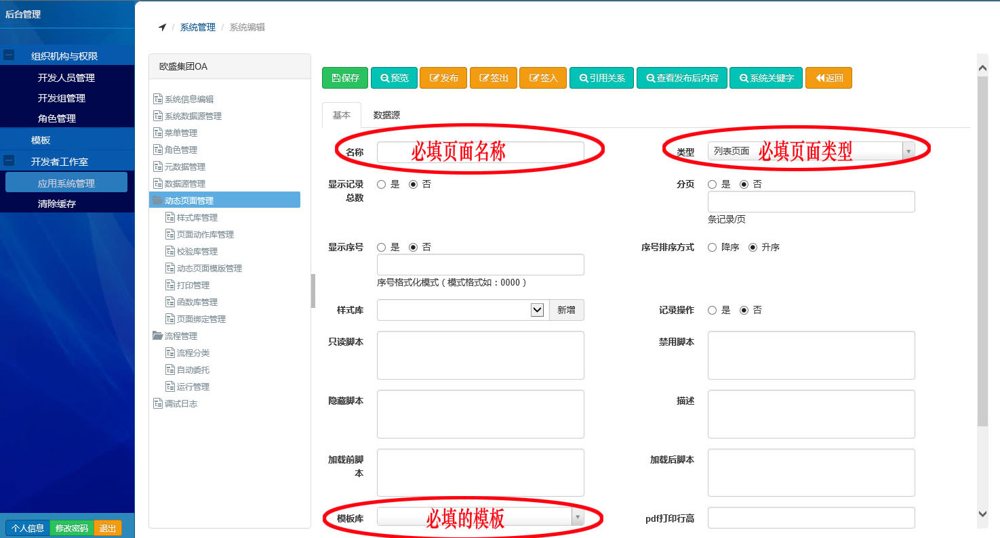 后台管理
组织机构与权限
开发人员管理
开发组管理
角色管理
模板
开发者工作室
应用系统管理
清除缓存
个人信息 修改密码 退出
/ 系统管理 / 系统编辑
欧盛集团OA
系统信息编辑
系统数据源管理
菜单管理
角色管理
元数据管理
数据源管理
动态页面管理
样式库管理
页面动作库管理
校验库管理
动态页面模版管理
打印管理
函数库管理
页面绑定管理
流程管理
流程分类
自动委托
运行管理
调试日志
保存 预览 发布 签出 签入 引用关系 查看发布后内容 系统关键字 返回
基本 数据源
名称 必填页面名称 类型 列表页面 必填页面类型
显示记录总数 是 否 分页 是 否
条记录/页
显示序号 是 否 序号排序方式 降序 升序
序号格式化模式（模式格式如：0000）
样式库 新增 记录操作 是 否
只读脚本 禁用脚本
隐藏脚本 描述
加载前脚本 加载后脚本
模板库 必填的模板 pdf打印行高